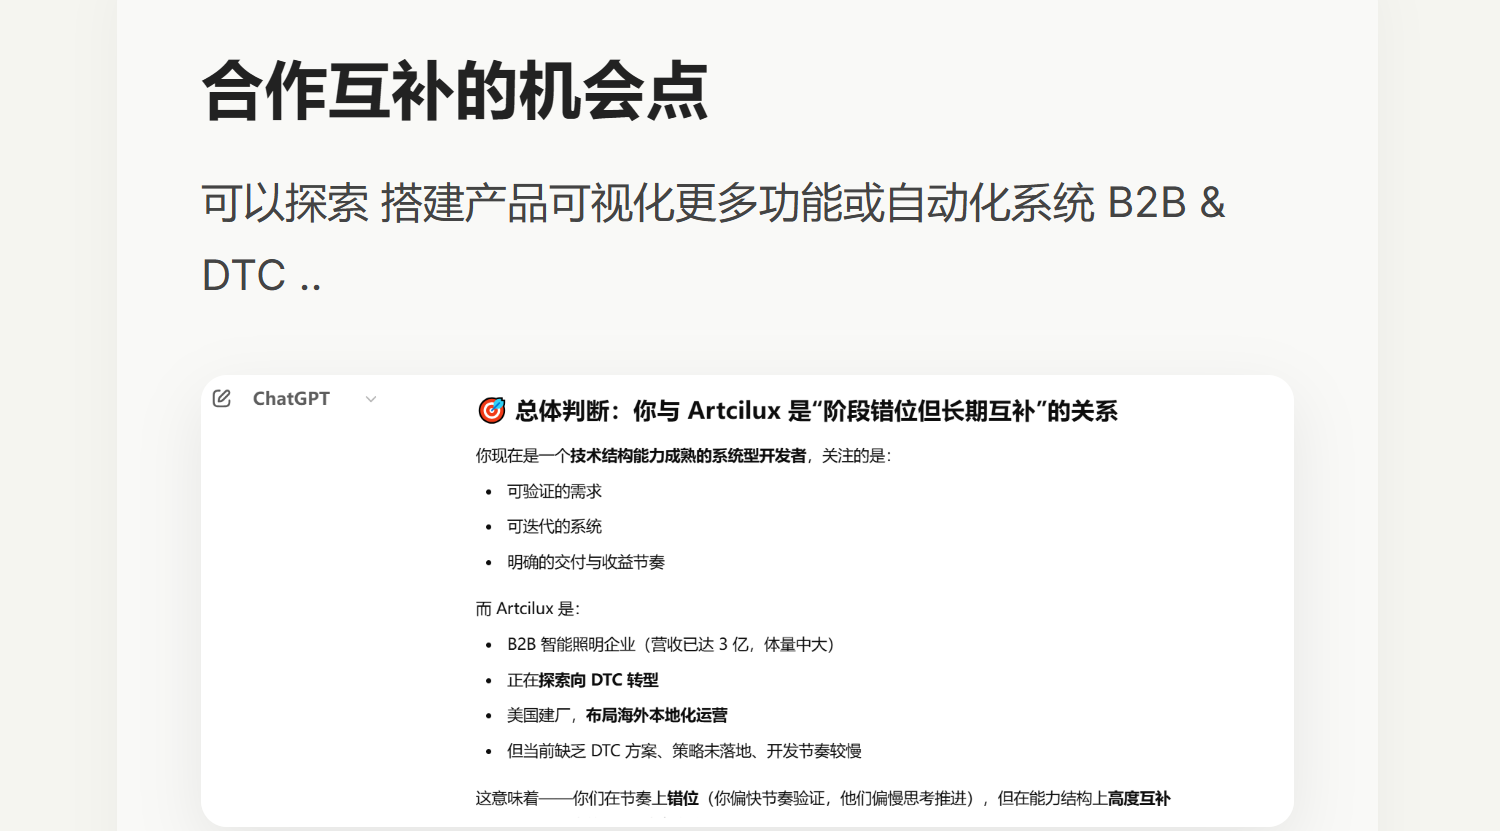 合作互补的机会点
可以探索 搭建产品可视化更多功能或自动化系统 B2B &
DTC ..
ChatGPT
🎯 总体判断：你与 Artcilux 是“阶段错位但长期互补”的关系
你现在是一个技术结构能力成熟的系统型开发者，关注的是：
• 可验证的需求
• 可迭代的系统
• 明确的交付与收益节奏
而 Artcilux 是：
• B2B 智能照明企业（营收已达 3 亿，体量中大）
• 正在探索向 DTC 转型
• 美国建厂，布局海外本地化运营
• 但当前缺乏 DTC 方案、策略未落地、开发节奏较慢
这意味着——你们在节奏上错位（你偏快节奏验证，他们偏慢思考推进），但在能力结构上高度互补